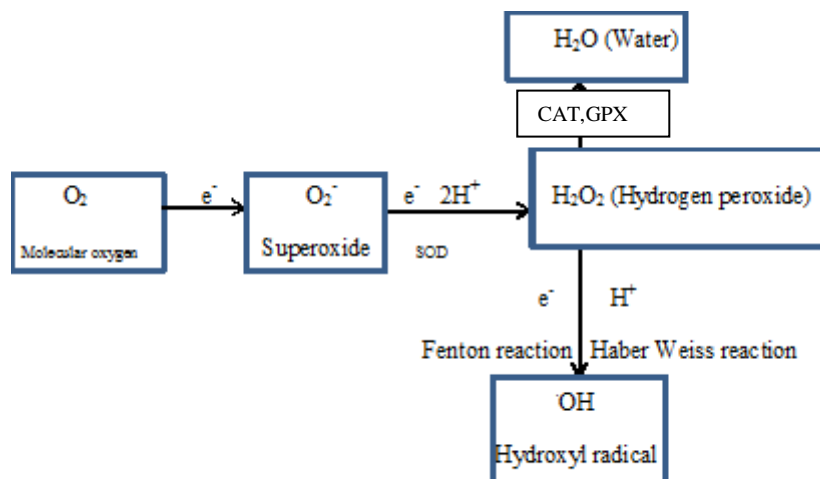 H₂O (Water)
CAT,GPX
O₂
Molecular oxygen
e⁻
O₂⁻
Superoxide
e⁻ 2H⁺
SOD
H₂O₂ (Hydrogen peroxide)
e⁻ H⁺
Fenton reaction Haber Weiss reaction
·OH
Hydroxyl radical